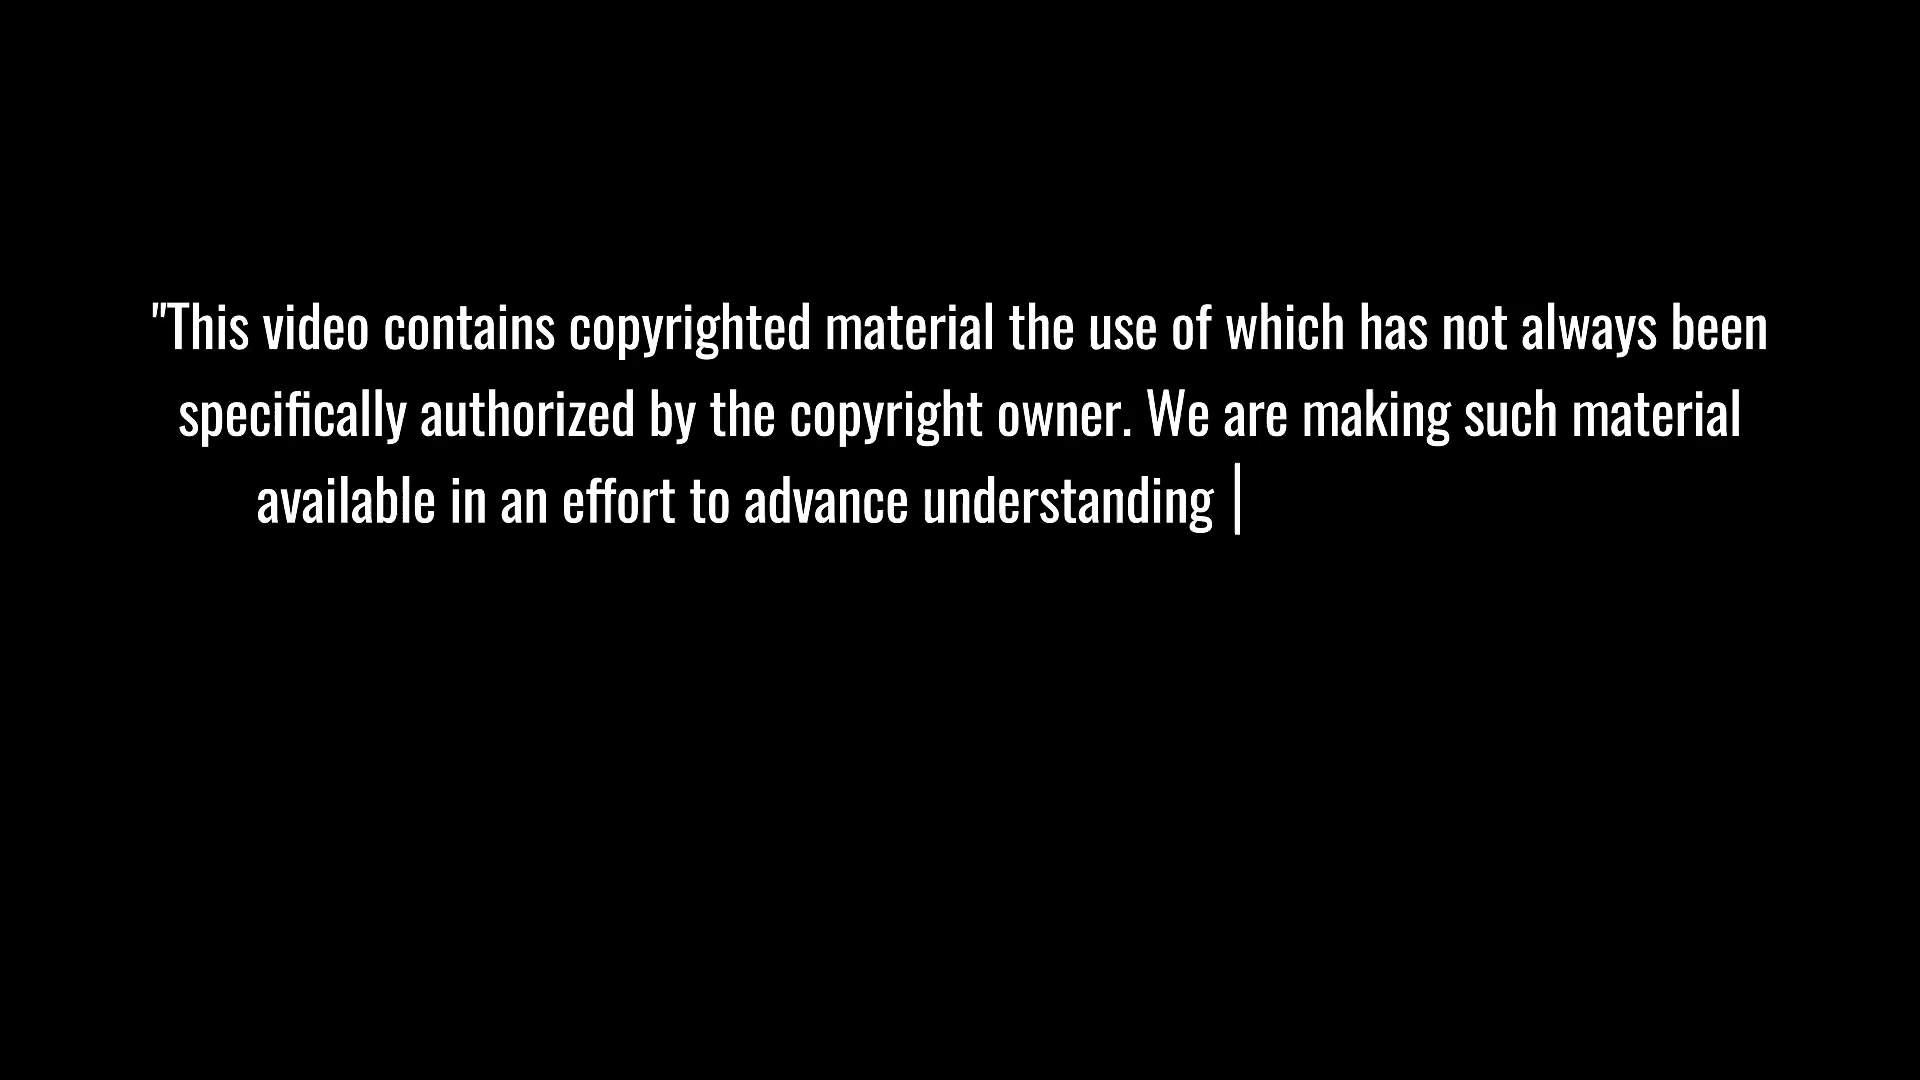 "This video contains copyrighted material the use of which has not always been
specifically authorized by the copyright owner. We are making such material
available in an effort to advance understanding